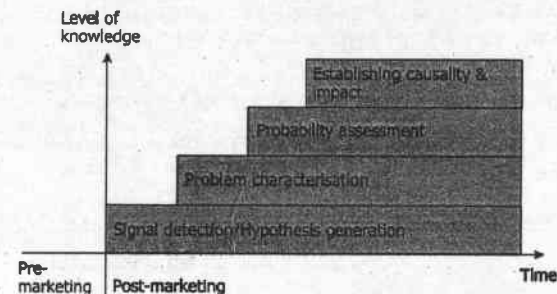 Level of
knowledge
Establishing causality &
impact
Probability assessment
Problem characterisation
Signal detection/Hypothesis generation
Time
Pre-
marketing
Post-marketing